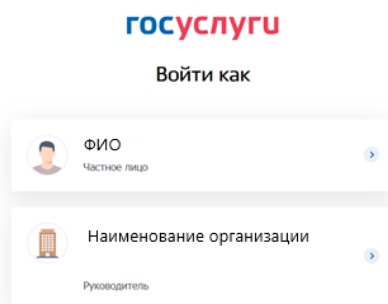 госуслуги
Войти как
ФИО
Частное лицо
Наименование организации
Руководитель